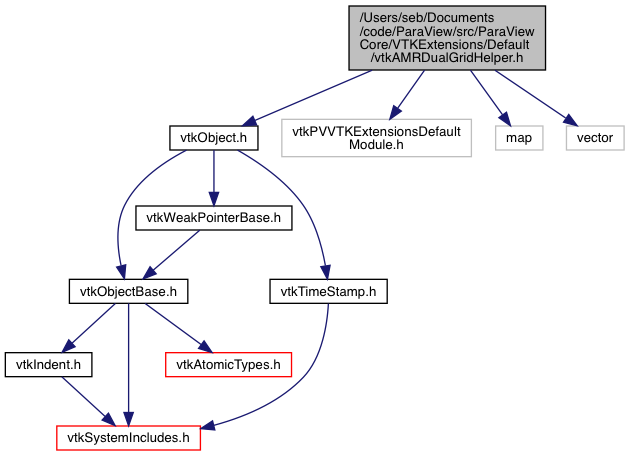 /Users/seb/Documents
/code/ParaView/src/ParaView
Core/VTKExtensions/Default
/vtkAMRDualGridHelper.h
vtkObject.h
vtkPVVTKExtensionsDefault
Module.h
map
vector
vtkWeakPointerBase.h
vtkObjectBase.h
vtkTimeStamp.h
vtkIndent.h
vtkAtomicTypes.h
vtkSystemIncludes.h